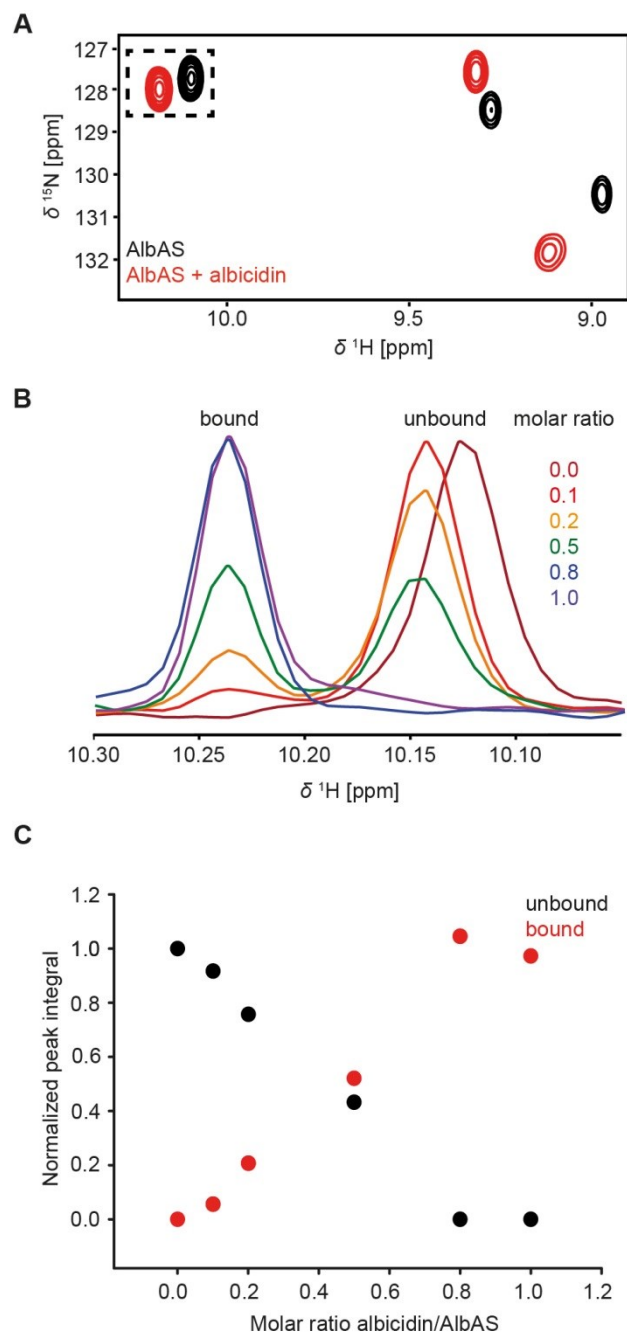 A
127
128
129
130
131
132
δ ¹⁵N [ppm]
AlbAS
AlbAS + albicidin
10.0
9.5
9.0
δ ¹H [ppm]
B
bound
unbound
molar ratio
0.0
0.1
0.2
0.5
0.8
1.0
10.30
10.25
10.20
10.15
10.10
δ ¹H [ppm]
C
1.2
1.0
0.8
0.6
0.4
0.2
0.0
Normalized peak integral
unbound
bound
0.0
0.2
0.4
0.6
0.8
1.0
1.2
Molar ratio albicidin/AlbAS